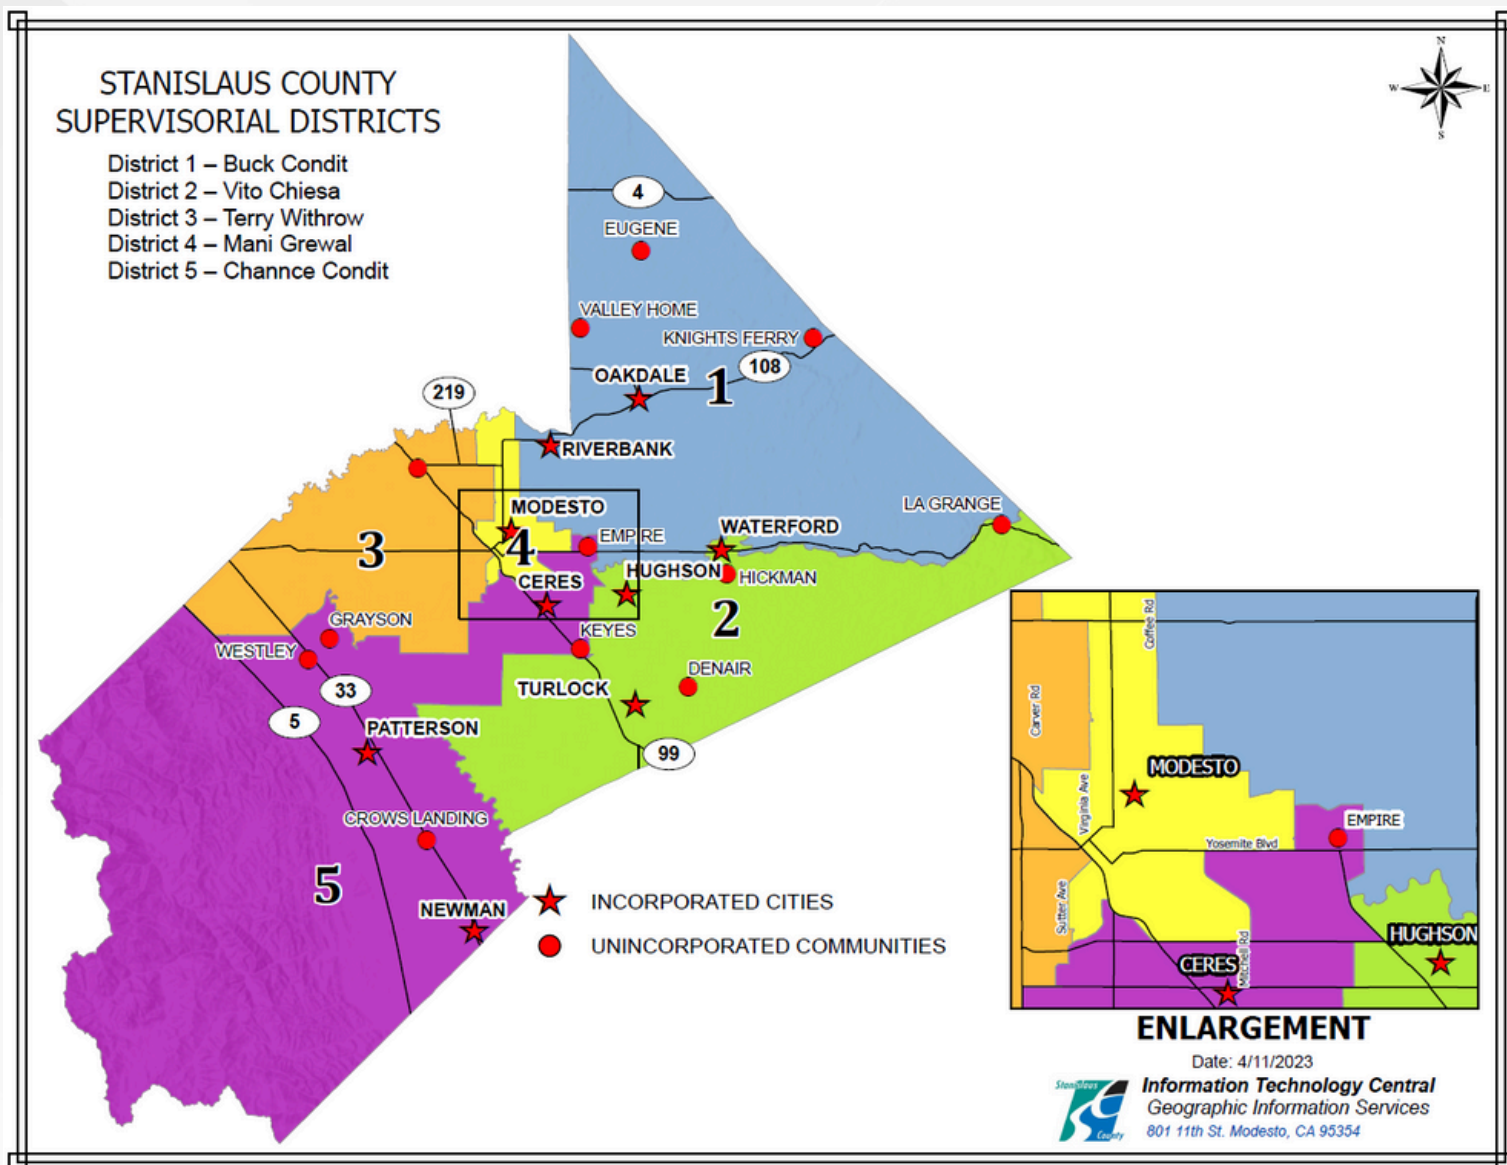 STANISLAUS COUNTY
SUPERVISORIAL DISTRICTS
District 1 – Buck Condit
District 2 – Vito Chiesa
District 3 – Terry Withrow
District 4 – Mani Grewal
District 5 – Channce Condit
N
W
E
S
4
EUGENE
VALLEY HOME
KNIGHTS FERRY
108
OAKDALE
1
219
RIVERBANK
LA GRANGE
MODESTO
WATERFORD
EMPIRE
3
4
HUGHSON
HICKMAN
CERES
2
GRAYSON
KEYES
WESTLEY
DENAIR
33
TURLOCK
5
PATTERSON
99
CROWS LANDING
5
NEWMAN
INCORPORATED CITIES
UNINCORPORATED COMMUNITIES
Coffee Rd
Carver Rd
MODESTO
Virginia Ave
EMPIRE
Yosemite Blvd
Sutter Ave
HUGHSON
Mitchell Rd
CERES
ENLARGEMENT
Date: 4/11/2023
Stanislaus
County
Information Technology Central
Geographic Information Services
801 11th St. Modesto, CA 95354